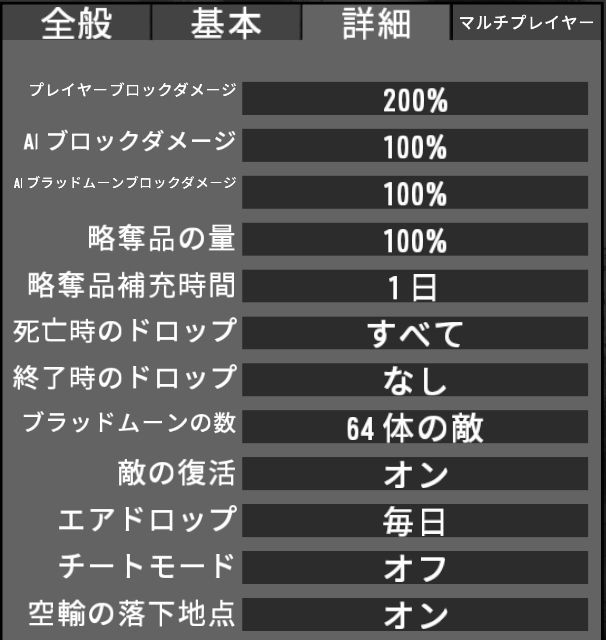 全般 基本 詳細 マルチプレイヤー
プレイヤーブロックダメージ 200%
AI ブロックダメージ 100%
AI ブラッドムーンブロックダメージ 100%
略奪品の量 100%
略奪品補充時間 1 日
死亡時のドロップ すべて
終了時のドロップ なし
ブラッドムーンの数 64 体の敵
敵の復活 オン
エアドロップ 毎日
チートモード オフ
空輸の落下地点 オン